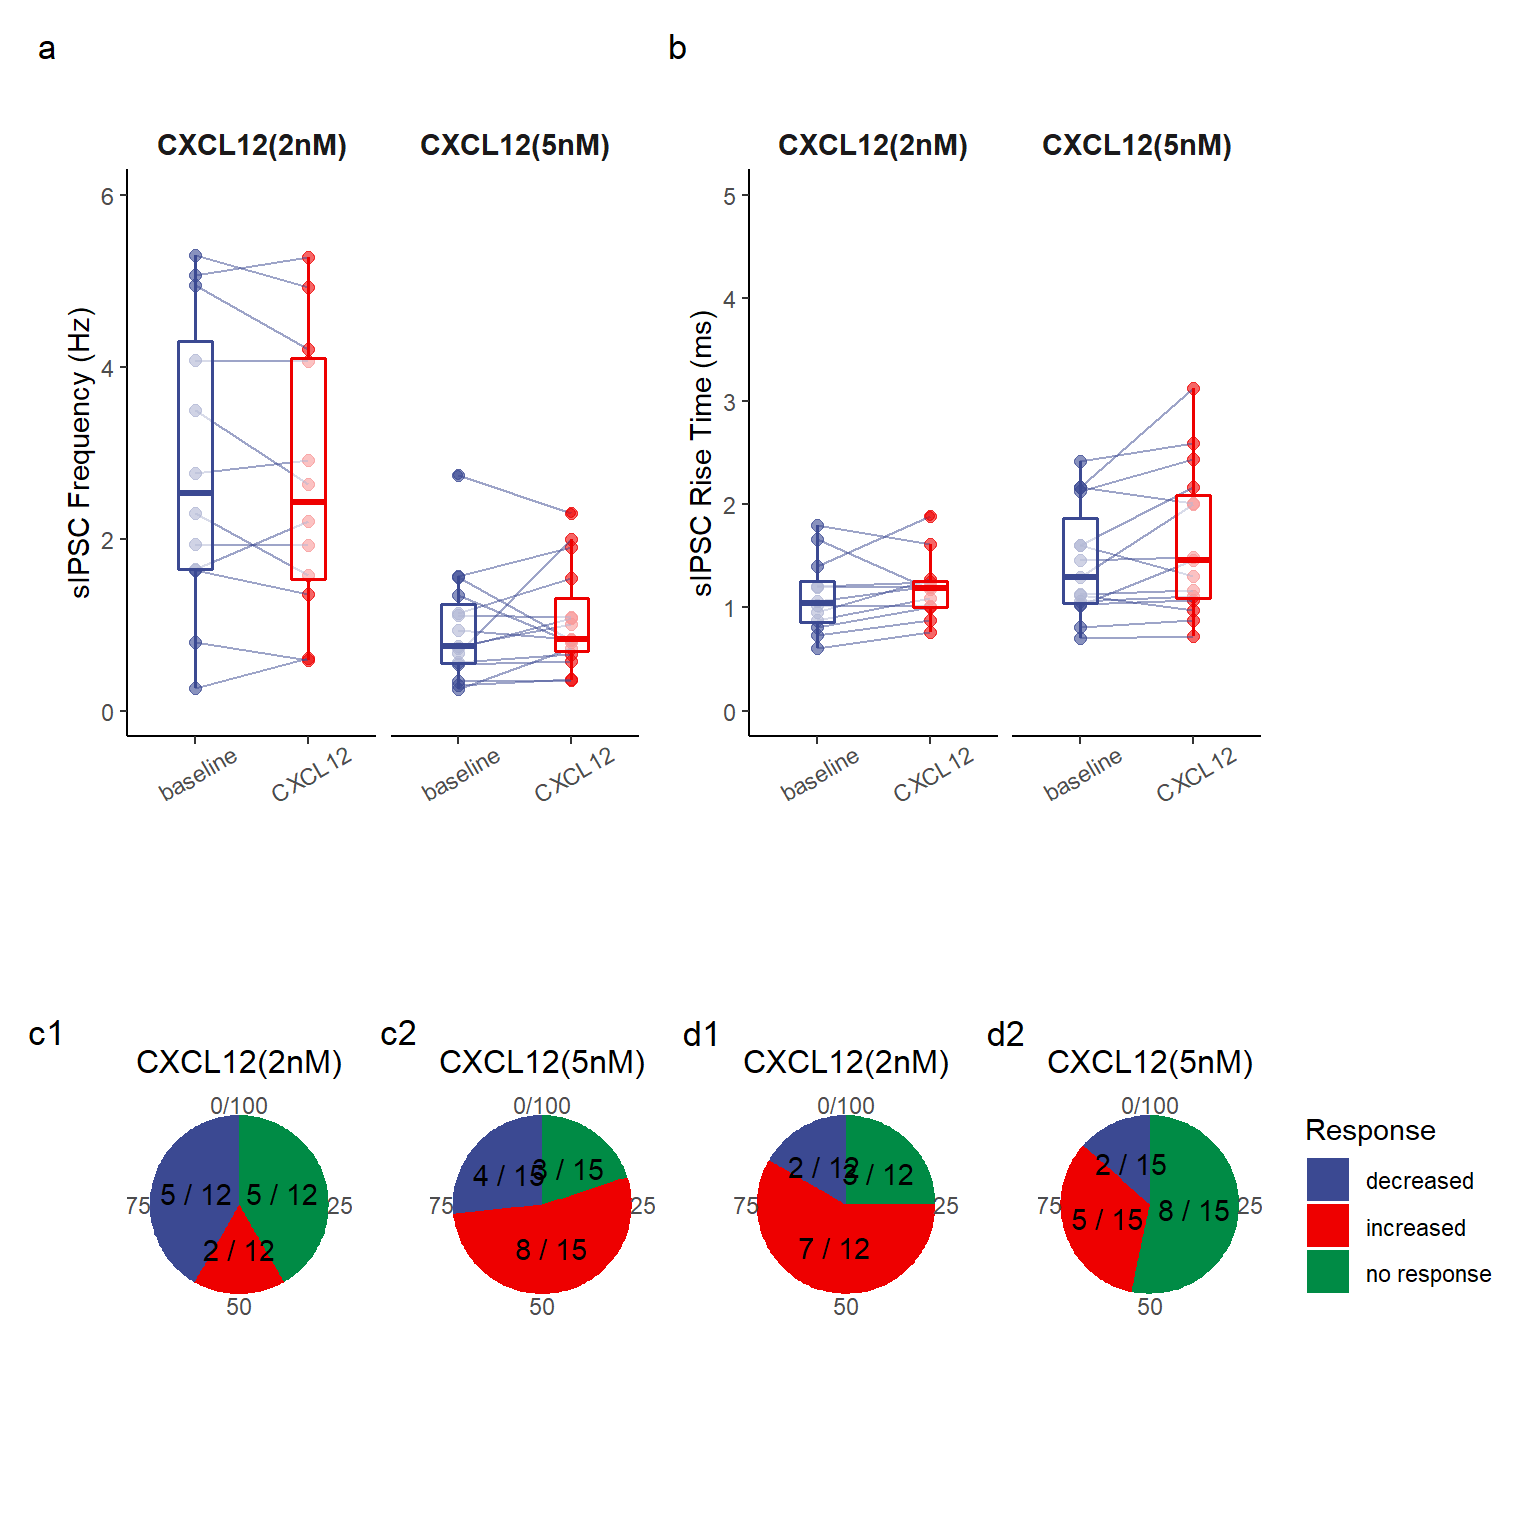 a
b
CXCL12(2nM)
CXCL12(5nM)
CXCL12(2nM)
CXCL12(5nM)
sIPSC Frequency (Hz)
6
4
2
0
sIPSC Rise Time (ms)
5
4
3
2
1
0
baseline
CXCL12
baseline
CXCL12
baseline
CXCL12
baseline
CXCL12
c1
CXCL12(2nM)
0/100
75
25
50
5 / 12
5 / 12
2 / 12
c2
CXCL12(5nM)
0/100
75
25
50
4 / 15
3 / 15
8 / 15
d1
CXCL12(2nM)
0/100
75
25
50
2 / 12
3 / 12
7 / 12
d2
CXCL12(5nM)
0/100
75
25
50
2 / 15
5 / 15
8 / 15
Response
decreased
increased
no response